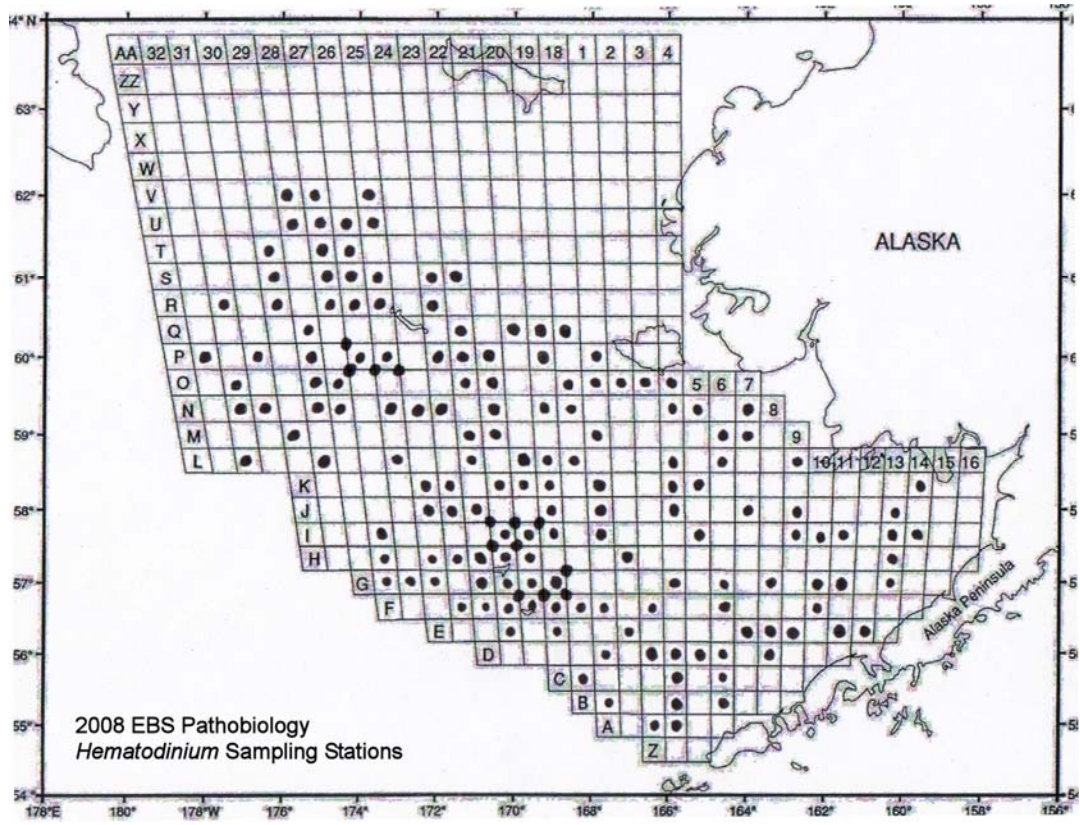 4° N
AA 32 31 30 29 28 27 26 25 24 23 22 21 20 19 18 1 2 3 4
ZZ
63°
Y
X
W
62°
V
U
ALASKA
T
61°
S
R
Q
60°
P
O 5 6 7
N 8
59°
M 9
L 10 11 12 13 14 15 16
K
58°
J
I
H
57°
G
F
Alaska Peninsula
E
56°
D
C
B
2008 EBS Pathobiology
55°
A
Hematodinium Sampling Stations
Z
54°
178°E 180° 178°W 176° 174° 172° 170° 168° 166° 164° 162° 160° 158° 156°